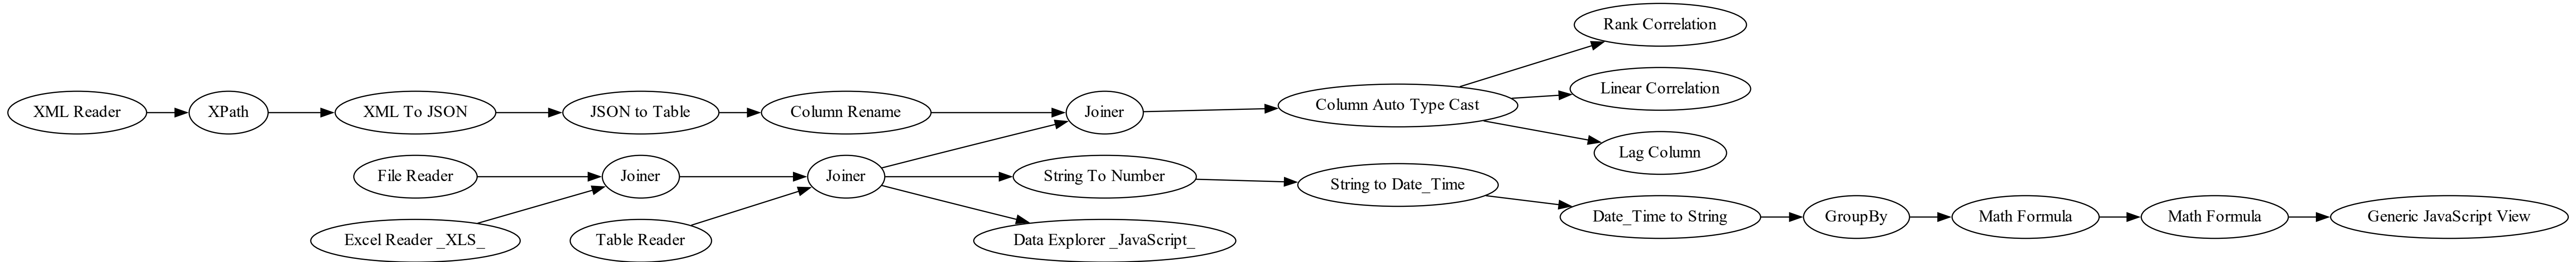 Rank Correlation
Linear Correlation
XML Reader
XPath
XML To JSON
JSON to Table
Column Rename
Joiner
Column Auto Type Cast
Lag Column
File Reader
Joiner
Joiner
String To Number
String to Date_Time
Excel Reader _XLS_
Table Reader
Data Explorer _JavaScript_
Date_Time to String
GroupBy
Math Formula
Math Formula
Generic JavaScript View